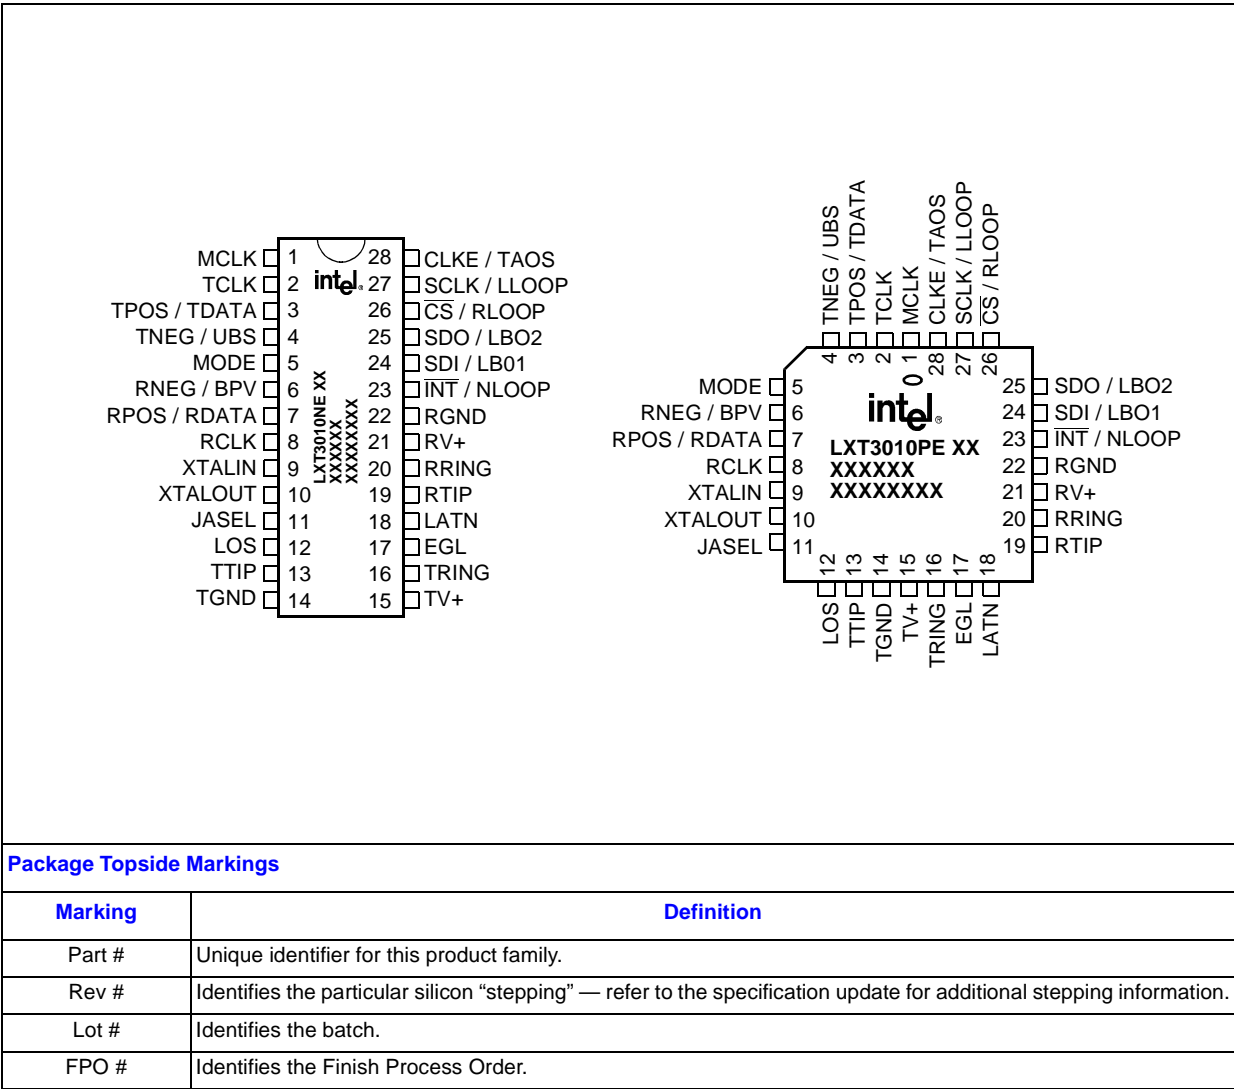 MCLK 1 28 CLKE / TAOS
TCLK 2 intel® 27 SCLK / LLOOP
TPOS / TDATA 3 26 CS / RLOOP
TNEG / UBS 4 25 SDO / LBO2
MODE 5 24 SDI / LB01
RNEG / BPV 6 23 INT / NLOOP
RPOS / RDATA 7 22 RGND
RCLK 8 21 RV+
XTALIN 9 20 RRING
XTALOUT 10 19 RTIP
JASEL 11 18 LATN
LOS 12 17 EGL
TTIP 13 16 TRING
TGND 14 15 TV+
LXT3010NE XX
XXXXXX
XXXXXXXX
TNEG / UBS
TPOS / TDATA
TCLK
MCLK
CLKE / TAOS
SCLK / LLOOP
CS / RLOOP
4 3 2 1 28 27 26
MODE 5 25 SDO / LBO2
RNEG / BPV 6 intel® 24 SDI / LBO1
RPOS / RDATA 7 23 INT / NLOOP
LXT3010PE XX
RCLK 8 XXXXXX 22 RGND
XTALIN 9 XXXXXXXX 21 RV+
XTALOUT 10 20 RRING
JASEL 11 19 RTIP
12 13 14 15 16 17 18
LOS
TTIP
TGND
TV+
TRING
EGL
LATN
Package Topside Markings
Marking Definition
Part # Unique identifier for this product family.
Rev # Identifies the particular silicon “stepping” — refer to the specification update for additional stepping information.
Lot # Identifies the batch.
FPO # Identifies the Finish Process Order.